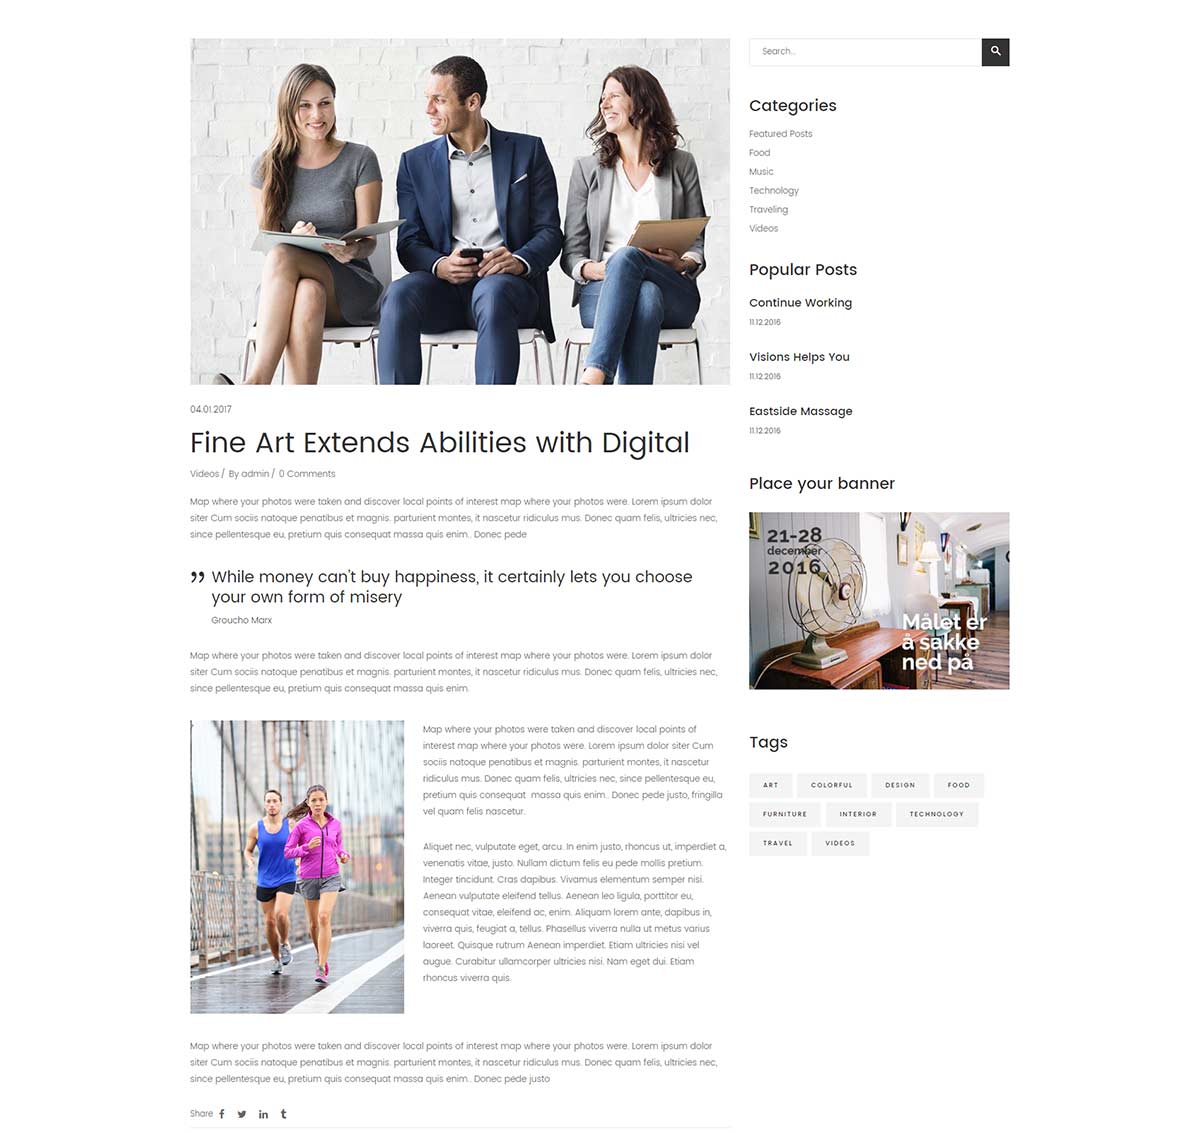 Search...
Categories
Featured Posts
Food
Music
Technology
Traveling
Videos
Popular Posts
Continue Working
11.12.2016
Visions Helps You
11.12.2016
Eastside Massage
11.12.2016
Place your banner
21-28
december
2016
Målet er
å sakke
ned på
Tags
ART COLORFUL DESIGN FOOD
FURNITURE INTERIOR TECHNOLOGY
TRAVEL VIDEOS
04.01.2017
Fine Art Extends Abilities with Digital
Videos / By admin / 0 Comments
Map where your photos were taken and discover local points of interest map where your photos were. Lorem ipsum dolor
siter Cum sociis natoque penatibus et magnis. parturient montes, it nascetur ridiculus mus. Donec quam felis, ultricies nec,
since pellentesque eu, pretium quis consequat massa quis enim.. Donec pede
” While money can't buy happiness, it certainly lets you choose
your own form of misery
Groucho Marx
Map where your photos were taken and discover local points of interest map where your photos were. Lorem ipsum dolor
siter Cum sociis natoque penatibus et magnis. parturient montes, it nascetur ridiculus mus. Donec quam felis, ultricies nec,
since pellentesque eu, pretium quis consequat massa quis enim.
Map where your photos were taken and discover local points of
interest map where your photos were. Lorem ipsum dolor siter Cum
sociis natoque penatibus et magnis. parturient montes, it nascetur
ridiculus mus. Donec quam felis, ultricies nec, since pellentesque eu,
pretium quis consequat massa quis enim.. Donec pede justo, fringilla
vel quam felis nascetur.
Aliquet nec, vulputate eget, arcu. In enim justo, rhoncus ut, imperdiet a,
venenatis vitae, justo. Nullam dictum felis eu pede mollis pretium.
Integer tincidunt. Cras dapibus. Vivamus elementum semper nisi.
Aenean vulputate eleifend tellus. Aenean leo ligula, porttitor eu,
consequat vitae, eleifend ac, enim. Aliquam lorem ante, dapibus in,
viverra quis, feugiat a, tellus. Phasellus viverra nulla ut metus varius
laoreet. Quisque rutrum Aenean imperdiet. Etiam ultricies nisi vel
augue. Curabitur ullamcorper ultricies nisi. Nam eget dui. Etiam
rhoncus viverra quis.
Map where your photos were taken and discover local points of interest map where your photos were. Lorem ipsum dolor
siter Cum sociis natoque penatibus et magnis. parturient montes, it nascetur ridiculus mus. Donec quam felis, ultricies nec,
since pellentesque eu, pretium quis consequat massa quis enim.. Donec pede justo
Share